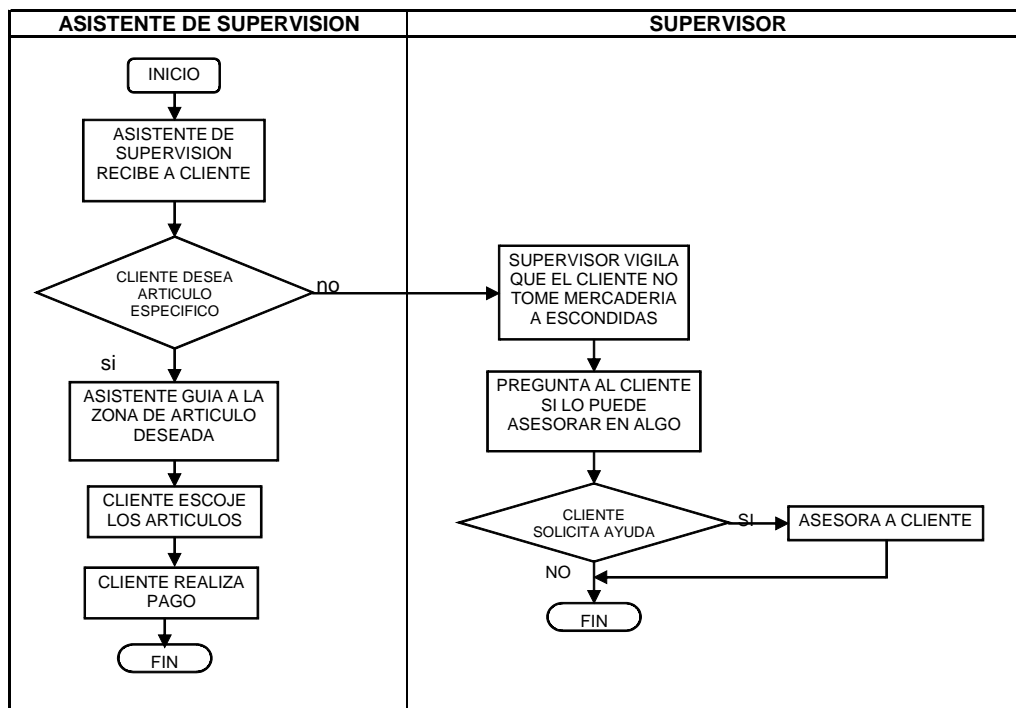 ASISTENTE DE SUPERVISION
SUPERVISOR
INICIO
ASISTENTE DE
SUPERVISION
RECIBE A CLIENTE
CLIENTE DESEA
ARTICULO
ESPECIFICO
no
si
ASISTENTE GUIA A LA
ZONA DE ARTICULO
DESEADA
CLIENTE ESCOJE
LOS ARTICULOS
CLIENTE REALIZA
PAGO
FIN
SUPERVISOR VIGILA
QUE EL CLIENTE NO
TOME MERCADERIA
A ESCONDIDAS
PREGUNTA AL CLIENTE
SI LO PUEDE
ASESORAR EN ALGO
CLIENTE
SOLICITA AYUDA
SI
ASESORA A CLIENTE
NO
FIN